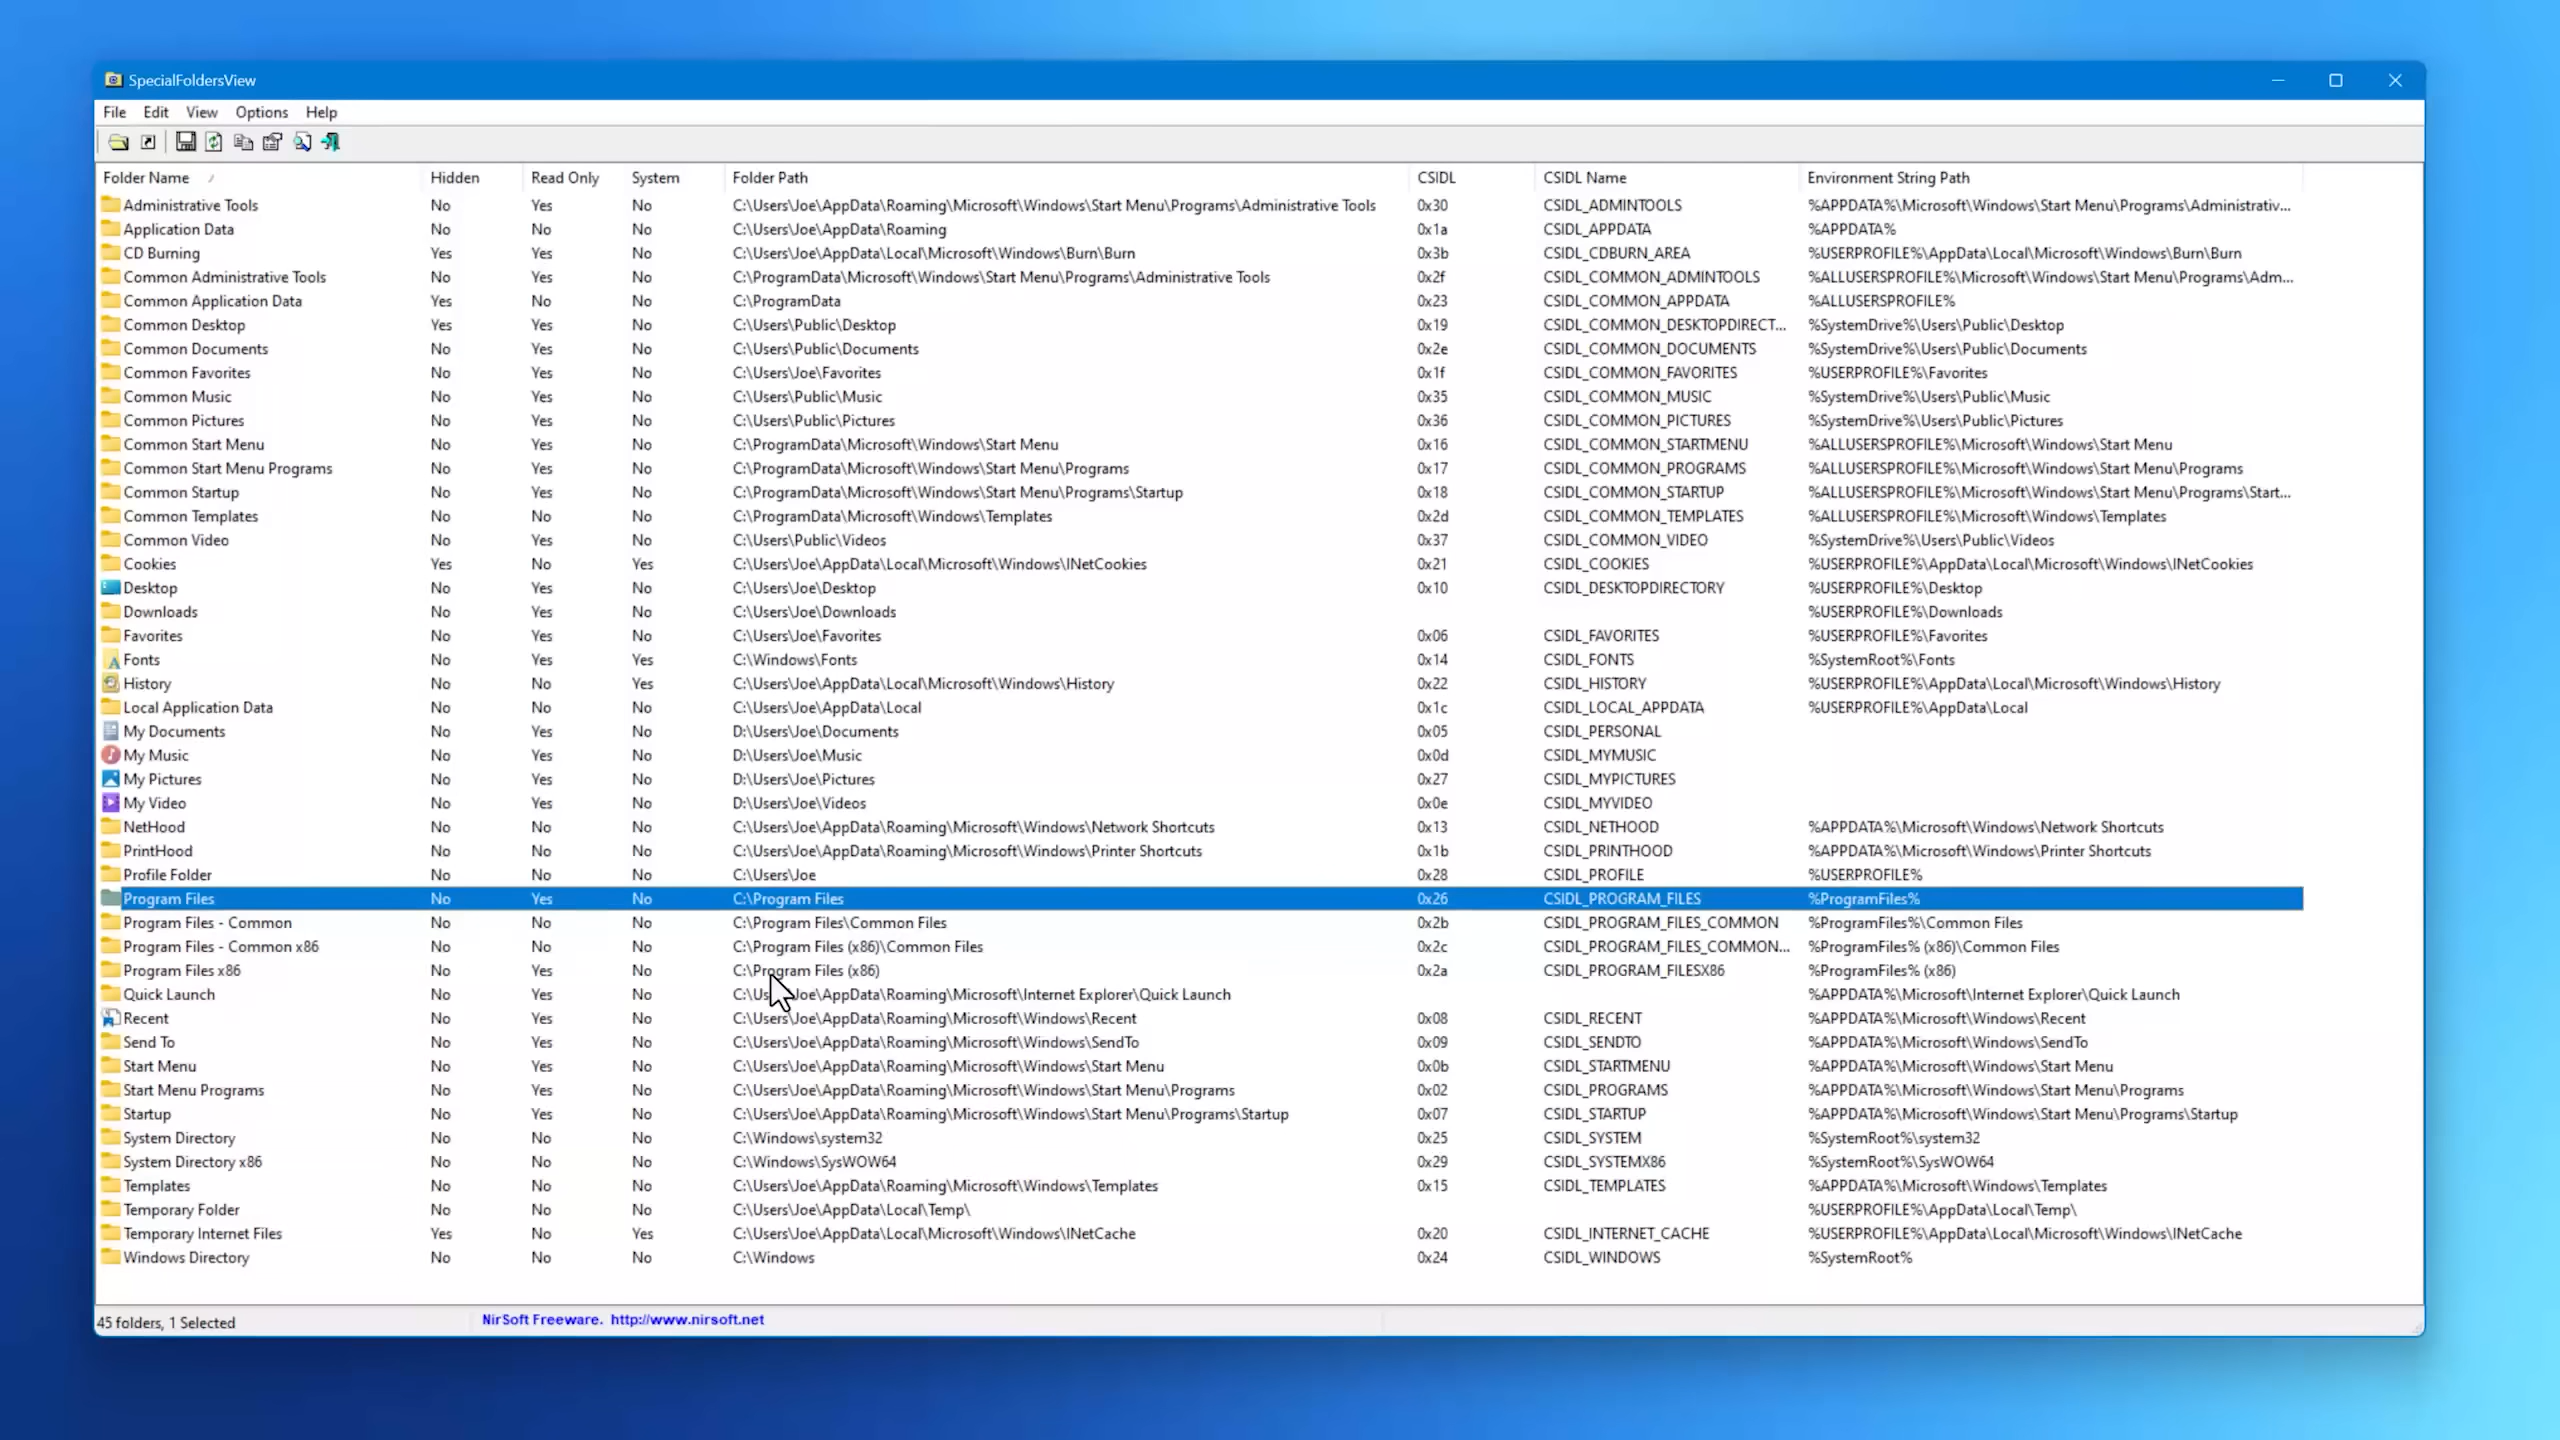 SpecialFoldersView
File Edit View Options Help
Folder Name Hidden Read Only System Folder Path CSIDL CSIDL Name Environment String Path
Administrative Tools No Yes No C:\Users\Joe\AppData\Roaming\Microsoft\Windows\Start Menu\Programs\Administrative Tools 0x30 CSIDL_ADMINTOOLS %APPDATA%\Microsoft\Windows\Start Menu\Programs\Administrativ...
Application Data No No No C:\Users\Joe\AppData\Roaming 0x1a CSIDL_APPDATA %APPDATA%
CD Burning Yes Yes No C:\Users\Joe\AppData\Local\Microsoft\Windows\Burn\Burn 0x3b CSIDL_CDBURN_AREA %USERPROFILE%\AppData\Local\Microsoft\Windows\Burn\Burn
Common Administrative Tools No Yes No C:\ProgramData\Microsoft\Windows\Start Menu\Programs\Administrative Tools 0x2f CSIDL_COMMON_ADMINTOOLS %ALLUSERSPROFILE%\Microsoft\Windows\Start Menu\Programs\Adm...
Common Application Data Yes No No C:\ProgramData 0x23 CSIDL_COMMON_APPDATA %ALLUSERSPROFILE%
Common Desktop Yes Yes No C:\Users\Public\Desktop 0x19 CSIDL_COMMON_DESKTOPDIRECT... %SystemDrive%\Users\Public\Desktop
Common Documents No Yes No C:\Users\Public\Documents 0x2e CSIDL_COMMON_DOCUMENTS %SystemDrive%\Users\Public\Documents
Common Favorites No Yes No C:\Users\Joe\Favorites 0x1f CSIDL_COMMON_FAVORITES %USERPROFILE%\Favorites
Common Music No Yes No C:\Users\Public\Music 0x35 CSIDL_COMMON_MUSIC %SystemDrive%\Users\Public\Music
Common Pictures No Yes No C:\Users\Public\Pictures 0x36 CSIDL_COMMON_PICTURES %SystemDrive%\Users\Public\Pictures
Common Start Menu No Yes No C:\ProgramData\Microsoft\Windows\Start Menu 0x16 CSIDL_COMMON_STARTMENU %ALLUSERSPROFILE%\Microsoft\Windows\Start Menu
Common Start Menu Programs No Yes No C:\ProgramData\Microsoft\Windows\Start Menu\Programs 0x17 CSIDL_COMMON_PROGRAMS %ALLUSERSPROFILE%\Microsoft\Windows\Start Menu\Programs
Common Startup No Yes No C:\ProgramData\Microsoft\Windows\Start Menu\Programs\Startup 0x18 CSIDL_COMMON_STARTUP %ALLUSERSPROFILE%\Microsoft\Windows\Start Menu\Programs\Start...
Common Templates No No No C:\ProgramData\Microsoft\Windows\Templates 0x2d CSIDL_COMMON_TEMPLATES %ALLUSERSPROFILE%\Microsoft\Windows\Templates
Common Video No Yes No C:\Users\Public\Videos 0x37 CSIDL_COMMON_VIDEO %SystemDrive%\Users\Public\Videos
Cookies Yes No Yes C:\Users\Joe\AppData\Local\Microsoft\Windows\INetCookies 0x21 CSIDL_COOKIES %USERPROFILE%\AppData\Local\Microsoft\Windows\INetCookies
Desktop No Yes No C:\Users\Joe\Desktop 0x10 CSIDL_DESKTOPDIRECTORY %USERPROFILE%\Desktop
Downloads No Yes No C:\Users\Joe\Downloads %USERPROFILE%\Downloads
Favorites No Yes No C:\Users\Joe\Favorites 0x06 CSIDL_FAVORITES %USERPROFILE%\Favorites
Fonts No Yes Yes C:\Windows\Fonts 0x14 CSIDL_FONTS %SystemRoot%\Fonts
History No No Yes C:\Users\Joe\AppData\Local\Microsoft\Windows\History 0x22 CSIDL_HISTORY %USERPROFILE%\AppData\Local\Microsoft\Windows\History
Local Application Data No No No C:\Users\Joe\AppData\Local 0x1c CSIDL_LOCAL_APPDATA %USERPROFILE%\AppData\Local
My Documents No Yes No D:\Users\Joe\Documents 0x05 CSIDL_PERSONAL
My Music No Yes No D:\Users\Joe\Music 0x0d CSIDL_MYMUSIC
My Pictures No Yes No D:\Users\Joe\Pictures 0x27 CSIDL_MYPICTURES
My Video No Yes No D:\Users\Joe\Videos 0x0e CSIDL_MYVIDEO
NetHood No No No C:\Users\Joe\AppData\Roaming\Microsoft\Windows\Network Shortcuts 0x13 CSIDL_NETHOOD %APPDATA%\Microsoft\Windows\Network Shortcuts
PrintHood No No No C:\Users\Joe\AppData\Roaming\Microsoft\Windows\Printer Shortcuts 0x1b CSIDL_PRINTHOOD %APPDATA%\Microsoft\Windows\Printer Shortcuts
Profile Folder No No No C:\Users\Joe 0x28 CSIDL_PROFILE %USERPROFILE%
Program Files No Yes No C:\Program Files 0x26 CSIDL_PROGRAM_FILES %ProgramFiles%
Program Files - Common No No No C:\Program Files\Common Files 0x2b CSIDL_PROGRAM_FILES_COMMON %ProgramFiles%\Common Files
Program Files - Common x86 No No No C:\Program Files (x86)\Common Files 0x2c CSIDL_PROGRAM_FILES_COMMON... %ProgramFiles% (x86)\Common Files
Program Files x86 No Yes No C:\Program Files (x86) 0x2a CSIDL_PROGRAM_FILESX86 %ProgramFiles% (x86)
Quick Launch No Yes No C:\Users\Joe\AppData\Roaming\Microsoft\Internet Explorer\Quick Launch %APPDATA%\Microsoft\Internet Explorer\Quick Launch
Recent No Yes No C:\Users\Joe\AppData\Roaming\Microsoft\Windows\Recent 0x08 CSIDL_RECENT %APPDATA%\Microsoft\Windows\Recent
Send To No Yes No C:\Users\Joe\AppData\Roaming\Microsoft\Windows\SendTo 0x09 CSIDL_SENDTO %APPDATA%\Microsoft\Windows\SendTo
Start Menu No Yes No C:\Users\Joe\AppData\Roaming\Microsoft\Windows\Start Menu 0x0b CSIDL_STARTMENU %APPDATA%\Microsoft\Windows\Start Menu
Start Menu Programs No Yes No C:\Users\Joe\AppData\Roaming\Microsoft\Windows\Start Menu\Programs 0x02 CSIDL_PROGRAMS %APPDATA%\Microsoft\Windows\Start Menu\Programs
Startup No Yes No C:\Users\Joe\AppData\Roaming\Microsoft\Windows\Start Menu\Programs\Startup 0x07 CSIDL_STARTUP %APPDATA%\Microsoft\Windows\Start Menu\Programs\Startup
System Directory No No No C:\Windows\system32 0x25 CSIDL_SYSTEM %SystemRoot%\system32
System Directory x86 No No No C:\Windows\SysWOW64 0x29 CSIDL_SYSTEMX86 %SystemRoot%\SysWOW64
Templates No No No C:\Users\Joe\AppData\Roaming\Microsoft\Windows\Templates 0x15 CSIDL_TEMPLATES %APPDATA%\Microsoft\Windows\Templates
Temporary Folder No No No C:\Users\Joe\AppData\Local\Temp\ %USERPROFILE%\AppData\Local\Temp\
Temporary Internet Files Yes No Yes C:\Users\Joe\AppData\Local\Microsoft\Windows\INetCache 0x20 CSIDL_INTERNET_CACHE %USERPROFILE%\AppData\Local\Microsoft\Windows\INetCache
Windows Directory No No No C:\Windows 0x24 CSIDL_WINDOWS %SystemRoot%
45 folders, 1 Selected NirSoft Freeware. http://www.nirsoft.net